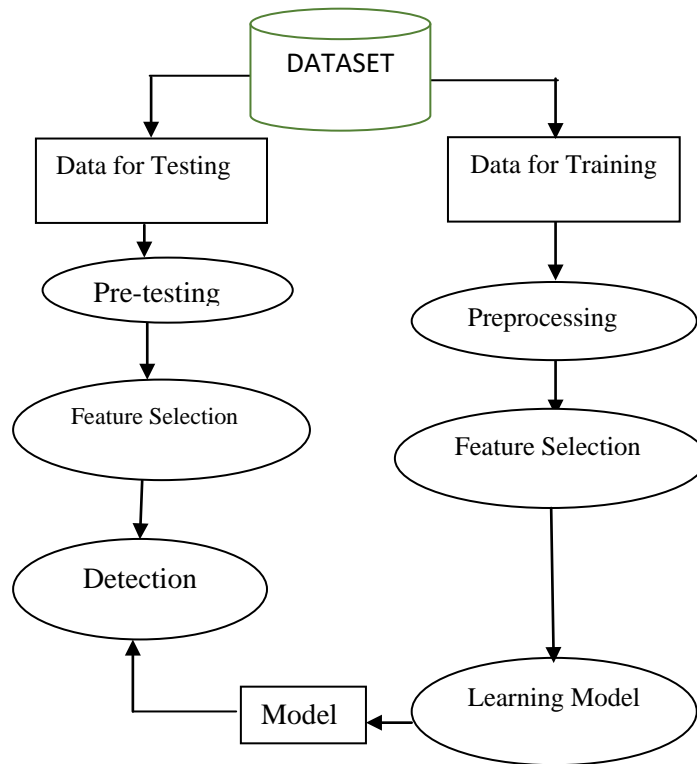 DATASET
Data for Testing
Data for Training
Pre-testing
Preprocessing
Feature Selection
Feature Selection
Detection
Learning Model
Model